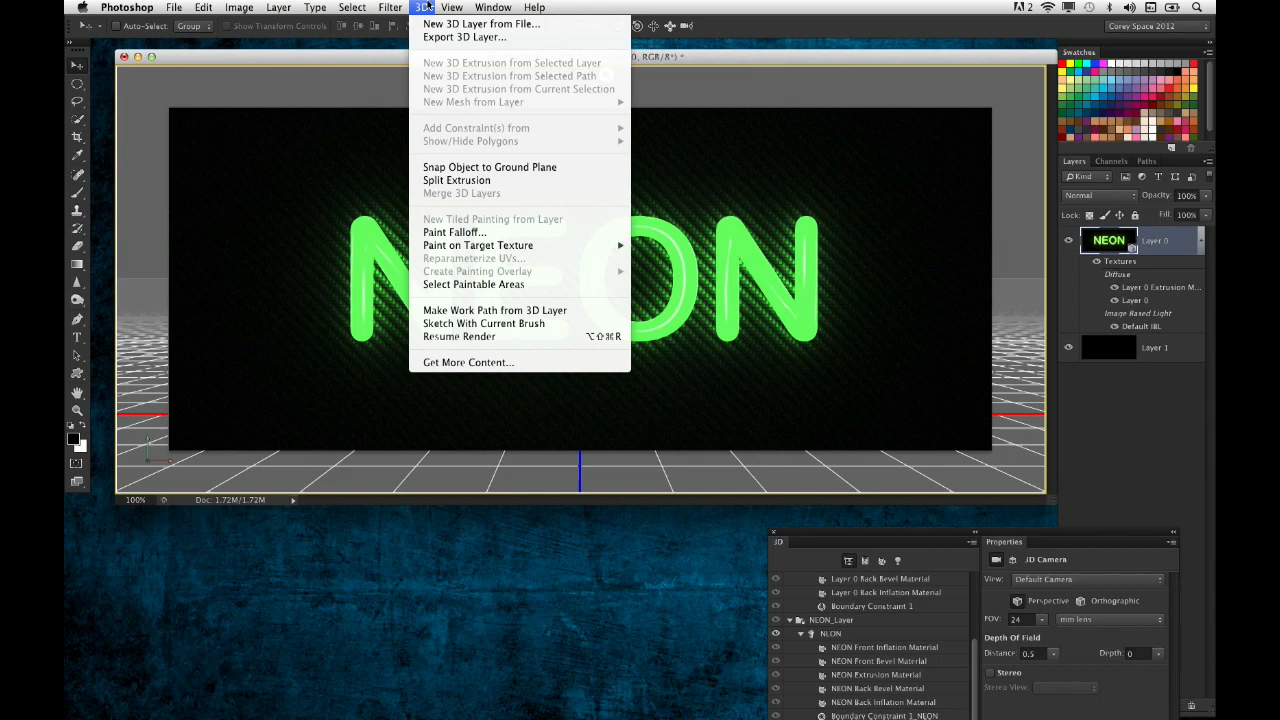 Photoshop File Edit Image Layer Type Select Filter 3D View Window Help
Auto-Select: Group Show Transform Controls Corey Space 2012
0, RGB/8*) *
New 3D Layer from File...
Export 3D Layer...
New 3D Extrusion from Selected Layer
New 3D Extrusion from Selected Path
New 3D Extrusion from Current Selection
New Mesh from Layer
Add Constraint(s) from
Show/Hide Polygons
Snap Object to Ground Plane
Split Extrusion
Merge 3D Layers
New Tiled Painting from Layer
Paint Falloff...
Paint on Target Texture
Reparameterize UVs...
Create Painting Overlay
Select Paintable Areas
Make Work Path from 3D Layer
Sketch With Current Brush
Resume Render ⌥⇧⌘R
Get More Content...
NEON
100% Doc: 1.72M/1.72M
Swatches
Layers Channels Paths
Kind
Normal Opacity: 100%
Lock: Fill: 100%
NEON Layer 0
Textures
Diffuse
Layer 0 Extrusion M...
Layer 0
Image Based Light
Default IBL
Layer 1
3D
Layer 0 Back Bevel Material
Layer 0 Back Inflation Material
Boundary Constraint 1
NEON_Layer
NEON
NEON Front Inflation Material
NEON Front Bevel Material
NEON Extrusion Material
NEON Back Bevel Material
NEON Back Inflation Material
Boundary Constraint 1_NEON
Properties
3D Camera
View: Default Camera
Perspective Orthographic
FOV: 24 mm lens
Depth Of Field
Distance: 0.5 Depth: 0
Stereo
Stereo View: